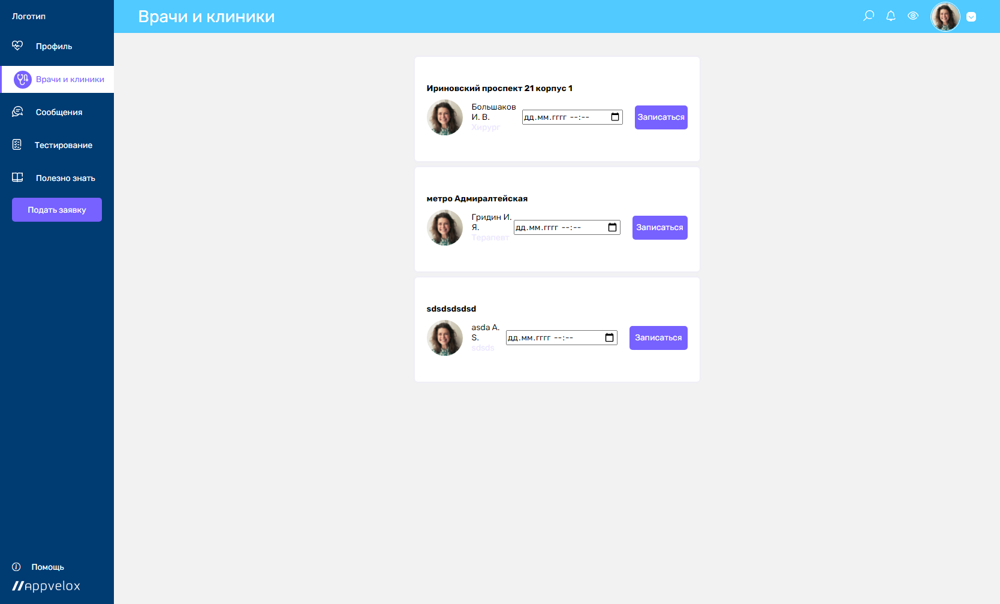 Логотип
Врачи и клиники
Профиль
Врачи и клиники
Сообщения
Тестирование
Полезно знать
Подать заявку
Ириновский проспект 21 корпус 1
Большаков
И. В.
Хирург
дд.мм.гггг --:--
Записаться
метро Адмиралтейская
Гридин И.
Я.
Терапевт
дд.мм.гггг --:--
Записаться
sdsdsdsdsd
asda A.
S.
sdsds
дд.мм.гггг --:--
Записаться
Помощь
appvelox